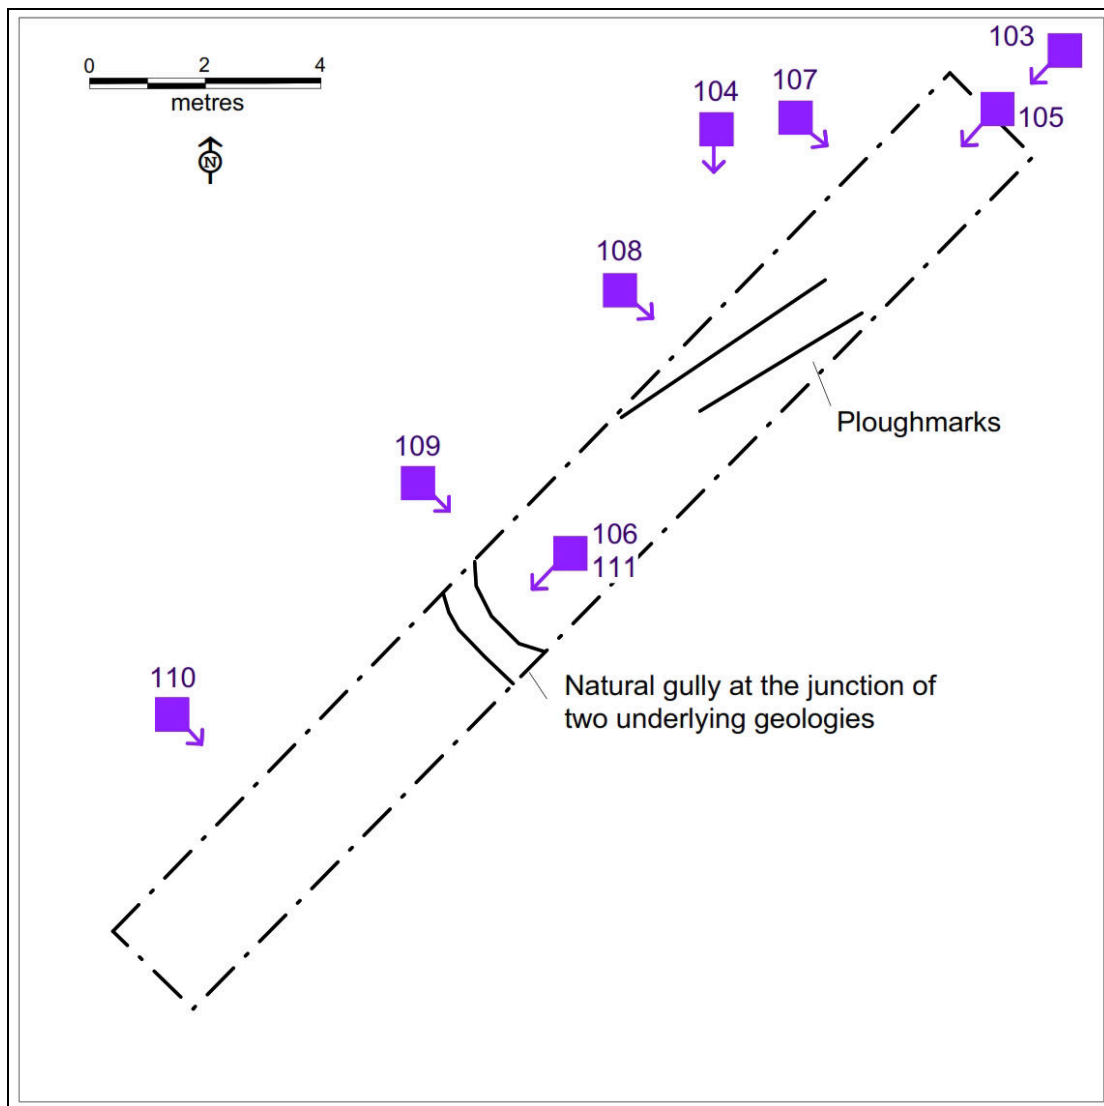 0 2 4
metres
N
103
107
104
105
108
Ploughmarks
109
106
111
110
Natural gully at the junction of
two underlying geologies